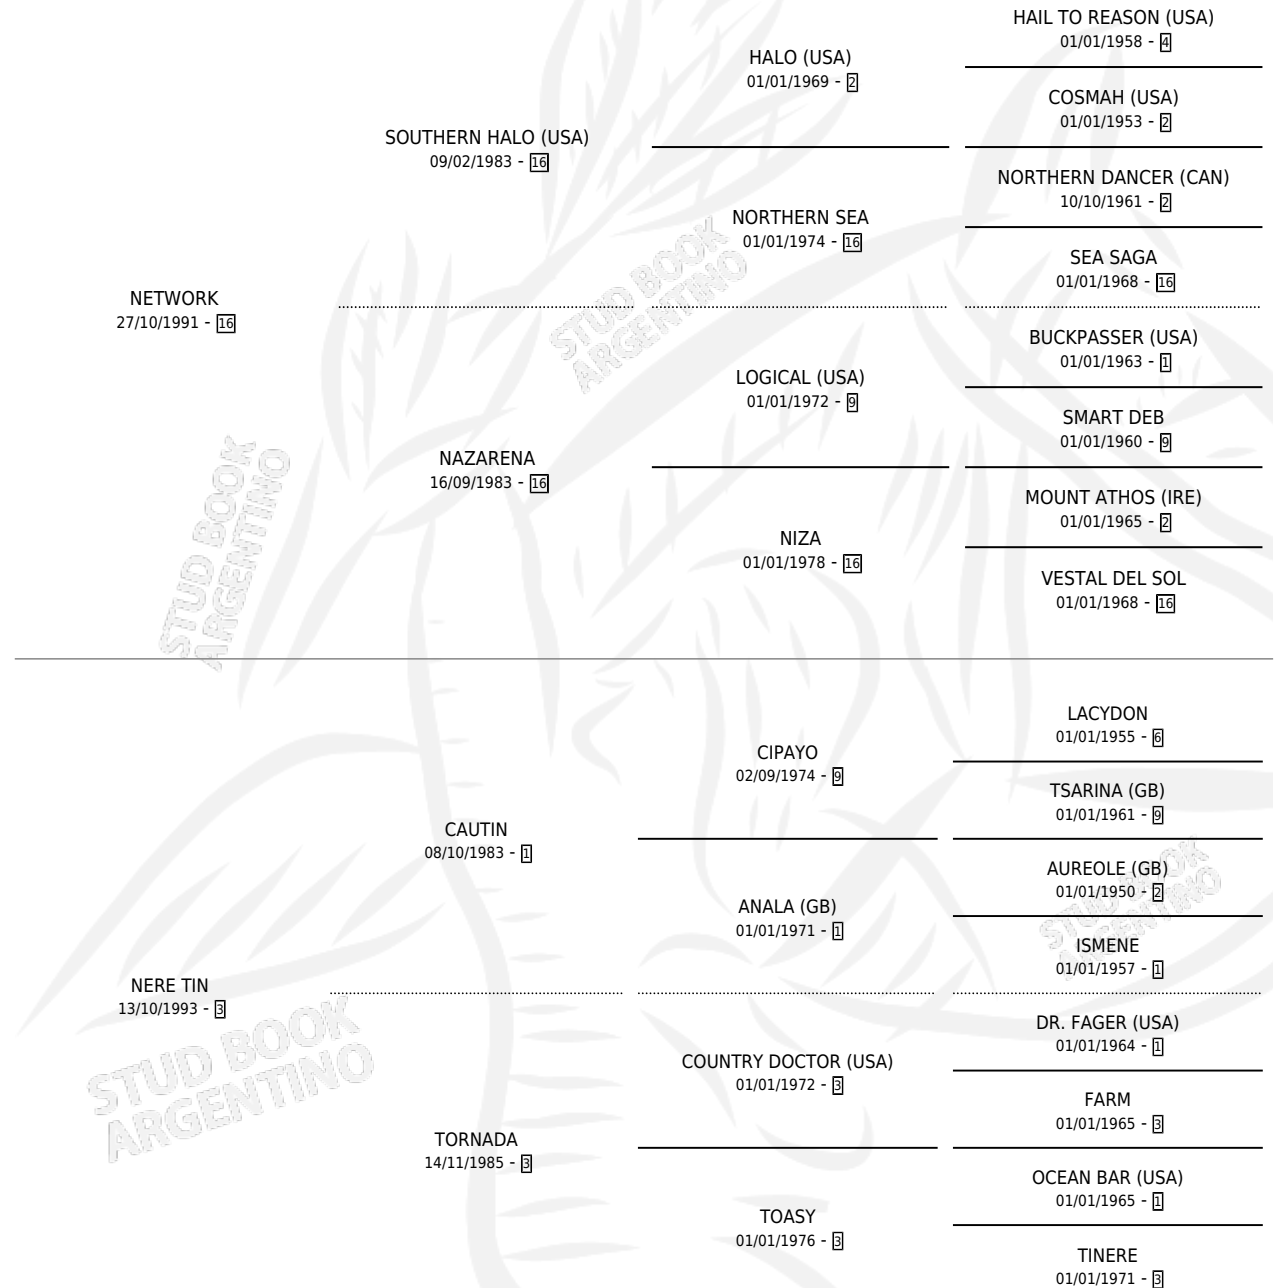 HAIL TO REASON (USA)
01/01/1958 - 4
HALO (USA)
01/01/1969 - 2
COSMAH (USA)
01/01/1953 - 2
SOUTHERN HALO (USA)
09/02/1983 - 16
NORTHERN DANCER (CAN)
10/10/1961 - 2
NORTHERN SEA
01/01/1974 - 16
SEA SAGA
01/01/1968 - 16
NETWORK
27/10/1991 - 16
BUCKPASSER (USA)
01/01/1963 - 1
LOGICAL (USA)
01/01/1972 - 9
SMART DEB
01/01/1960 - 9
NAZARENA
16/09/1983 - 16
MOUNT ATHOS (IRE)
01/01/1965 - 2
NIZA
01/01/1978 - 16
VESTAL DEL SOL
01/01/1968 - 16
LACYDON
01/01/1955 - 6
CIPAYO
02/09/1974 - 9
TSARINA (GB)
01/01/1961 - 9
CAUTIN
08/10/1983 - 1
AUREOLE (GB)
01/01/1950 - 2
ANALA (GB)
01/01/1971 - 1
ISMENE
01/01/1957 - 1
NERE TIN
13/10/1993 - 3
DR. FAGER (USA)
01/01/1964 - 1
COUNTRY DOCTOR (USA)
01/01/1972 - 3
FARM
01/01/1965 - 3
TORNADA
14/11/1985 - 3
OCEAN BAR (USA)
01/01/1965 - 1
TOASY
01/01/1976 - 3
TINERE
01/01/1971 - 3
STUD BOOK
ARGENTINO
STUD BOOK
ARGENTINO
STUD BOOK
ARGENTINO
STUD BOOK
ARGENTINO